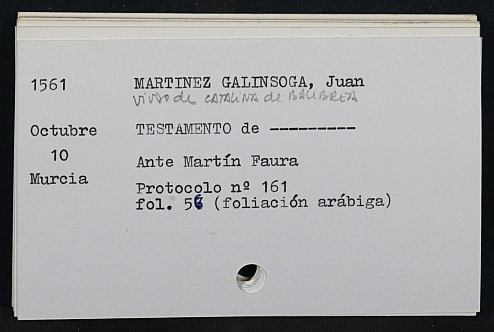 1561 MARTINEZ GALINSOGA, Juan
viudo de CATALINA de BALIBRERA
Octubre TESTAMENTO de ---------
10 Ante Martín Faura
Murcia
Protocolo nº 161
fol. 56 (foliación arábiga)